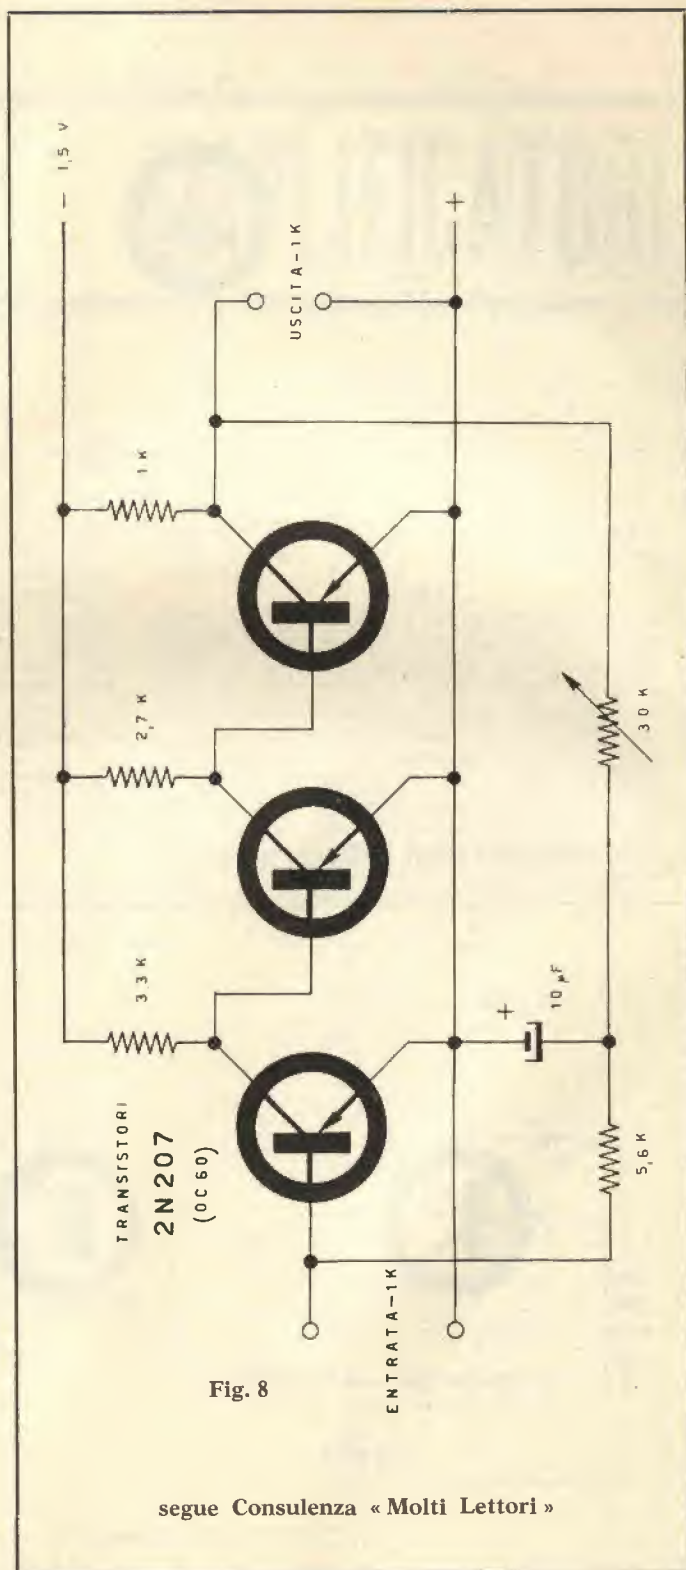 — 1,5 V
+
USCITA-1K
1K
2,7 K
3,3 K
30 K
+
10 µF
5,6 K
TRANSISTORI
2N207
(OC60)
ENTRATA-1K
Fig. 8
segue Consulenza « Molti Lettori »